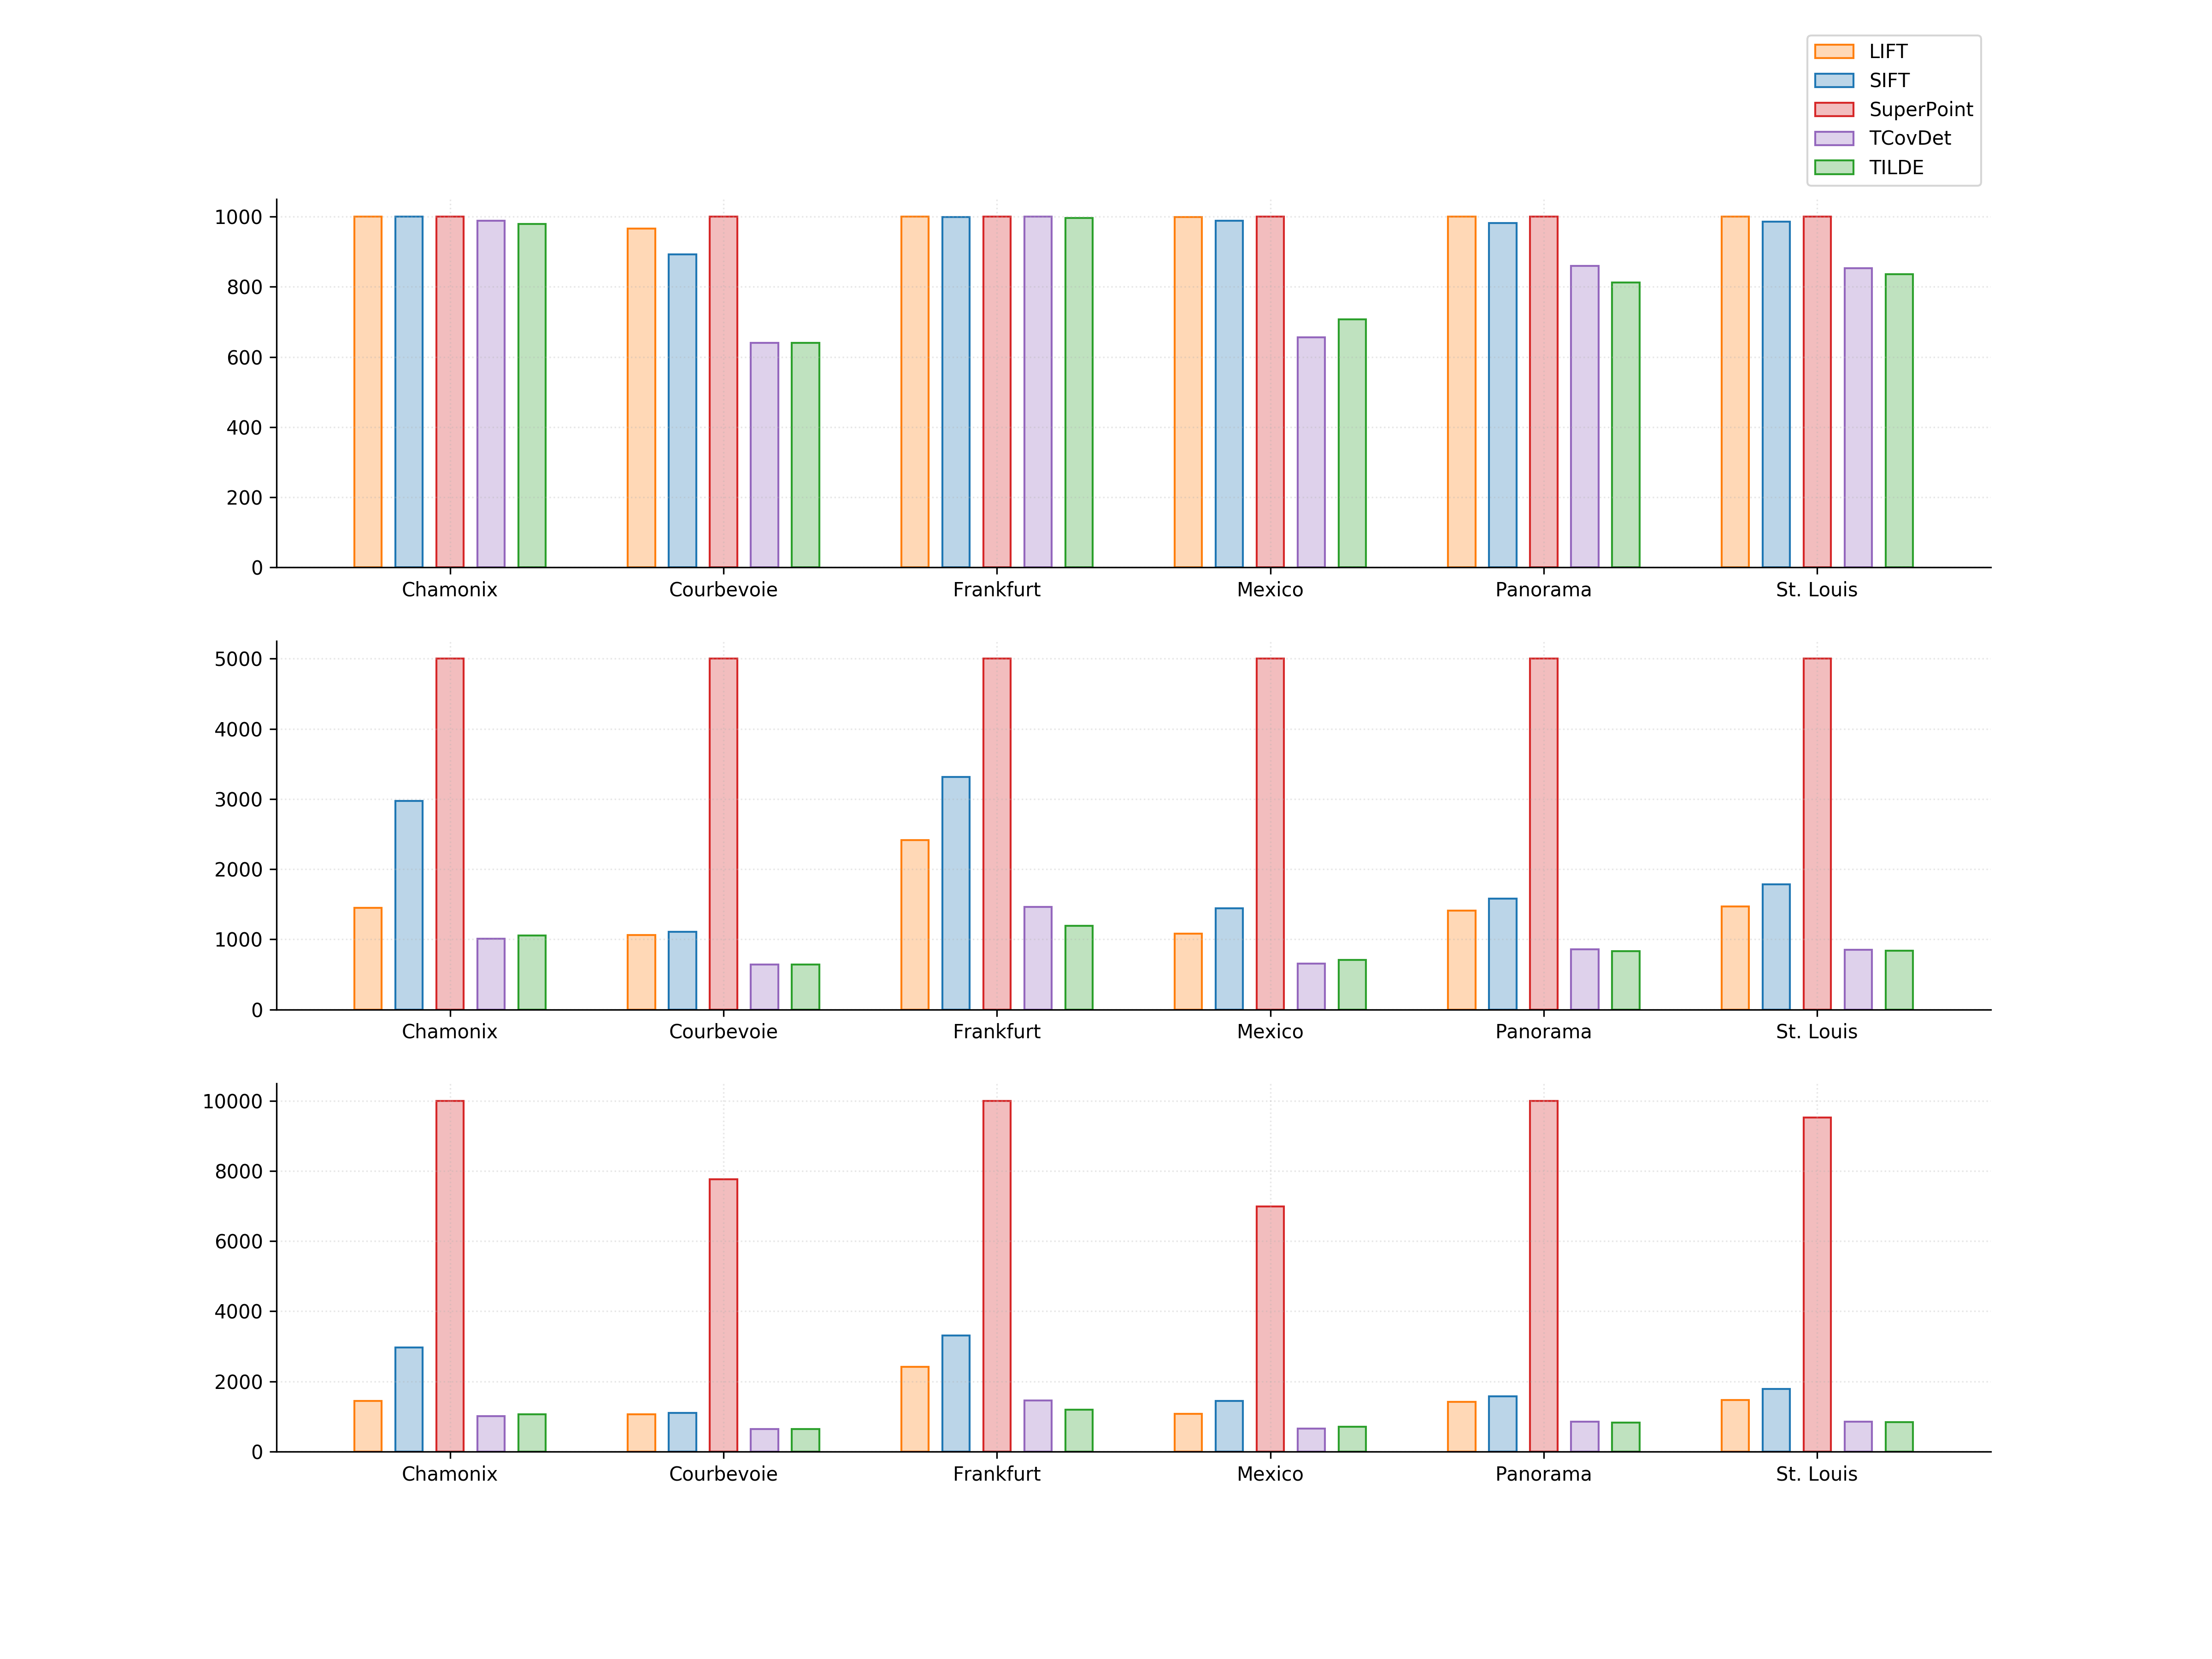 LIFT
SIFT
SuperPoint
TCovDet
TILDE
1000
800
600
400
200
0
Chamonix Courbevoie Frankfurt Mexico Panorama St. Louis
5000
4000
3000
2000
1000
0
Chamonix Courbevoie Frankfurt Mexico Panorama St. Louis
10000
8000
6000
4000
2000
0
Chamonix Courbevoie Frankfurt Mexico Panorama St. Louis